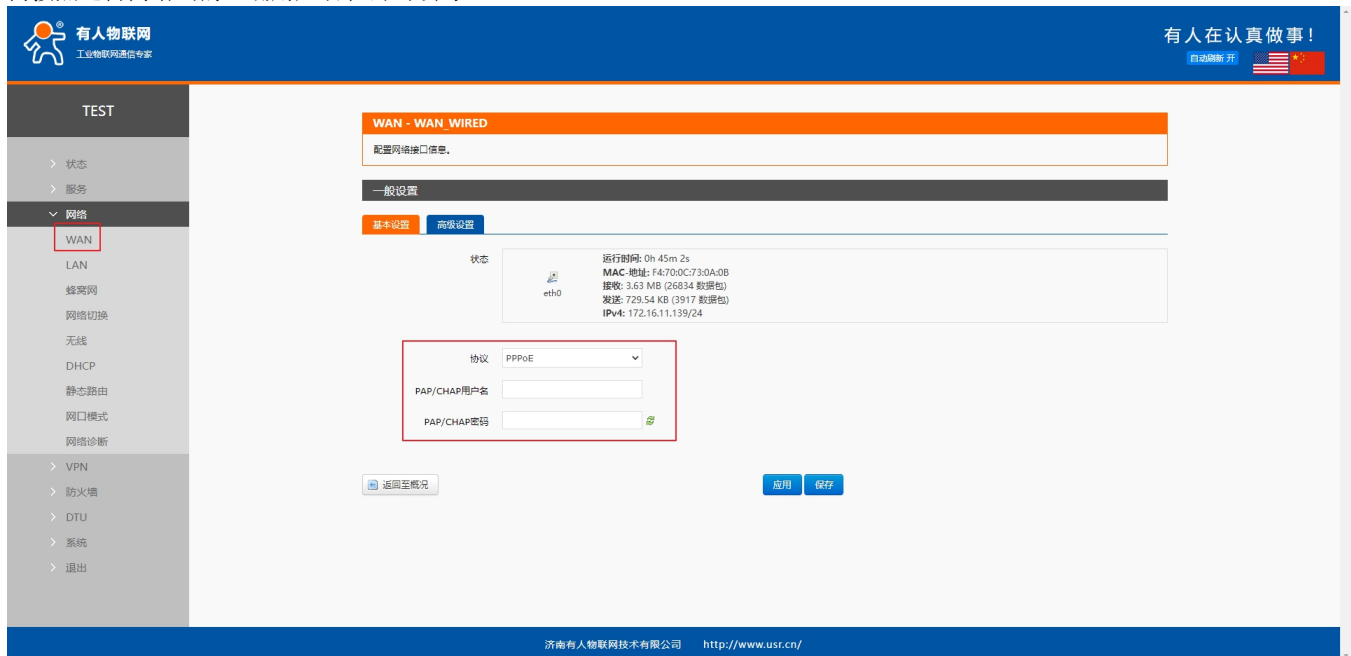 有人物联网
工业物联网通信专家
有人在认真做事！
自动刷新 开
TEST
状态
服务
网络
WAN
LAN
蜂窝网
网络切换
无线
DHCP
静态路由
网口模式
网络诊断
VPN
防火墙
DTU
系统
退出
WAN - WAN_WIRED
配置网络接口信息。
一般设置
基本设置 高级设置
状态
eth0
运行时间: 0h 45m 2s
MAC-地址: F4:70:0C:73:0A:0B
接收: 3.63 MB (26834 数据包)
发送: 729.54 KB (3917 数据包)
IPv4: 172.16.11.139/24
协议 PPPoE
PAP/CHAP用户名
PAP/CHAP密码
返回至概况 应用 保存
济南有人物联网技术有限公司 http://www.usr.cn/